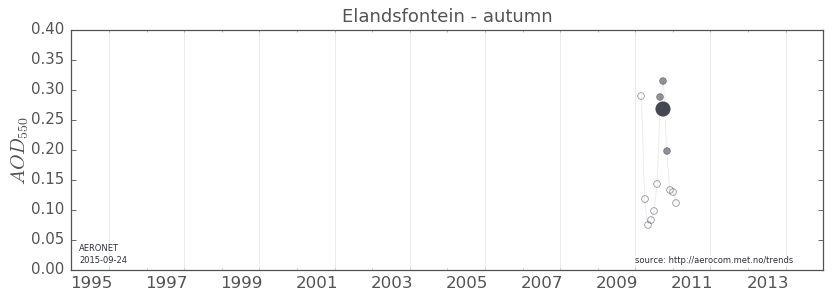 Elandsfontein - autumn
0.40
0.35
0.30
0.25
0.20
0.15
0.10
0.05
0.00
AOD550
AERONET
2015-09-24
source: http://aerocom.met.no/trends
1995 1997 1999 2001 2003 2005 2007 2009 2011 2013